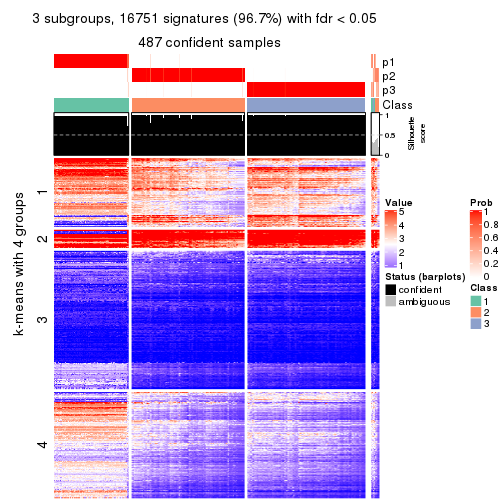 3 subgroups, 16751 signatures (96.7%) with fdr < 0.05
487 confident samples
p1
p2
p3
Class
1
0.5
0
Silhouette
score
k-means with 4 groups
1
2
3
4
Value
5
4
3
2
1
Status (barplots)
confident
ambiguous
Prob
1
0.8
0.6
0.4
0.2
0
Class
1
2
3